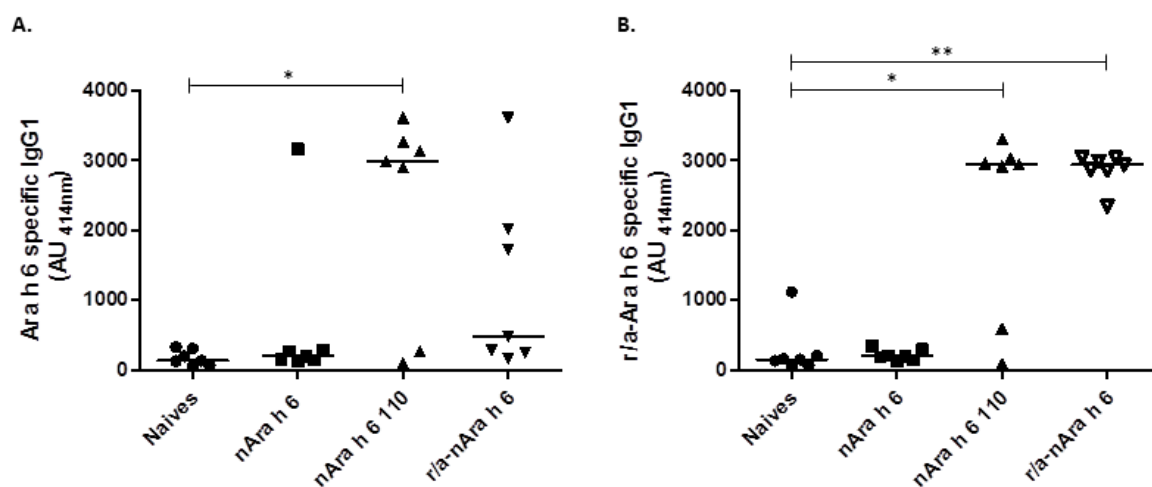 A.
*
Ara h 6 specific IgG1
(AU 414nm)
4000
3000
2000
1000
0
Naives
nAra h 6
nAra h 6 110
r/a-nAra h 6
B.
**
*
r/a-Ara h 6 specific IgG1
(AU 414nm)
4000
3000
2000
1000
0
Naives
nAra h 6
nAra h 6 110
r/a-nAra h 6